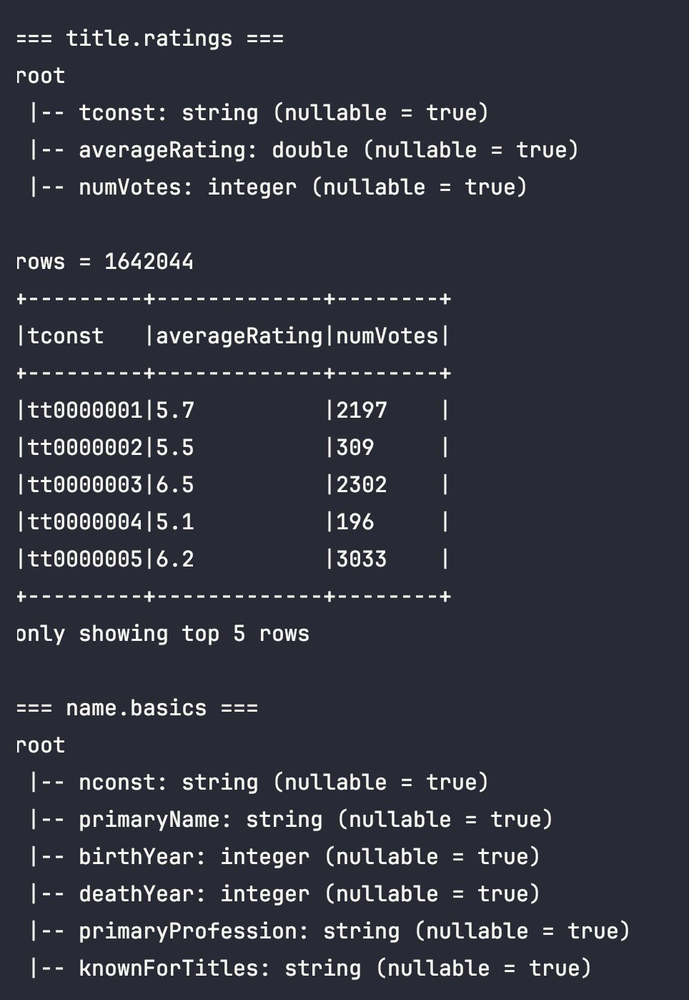 === title.ratings ===
root
 |-- tconst: string (nullable = true)
 |-- averageRating: double (nullable = true)
 |-- numVotes: integer (nullable = true)

rows = 1642044
+---------+-------------+--------+
|tconst   |averageRating|numVotes|
+---------+-------------+--------+
|tt0000001|5.7          |2197    |
|tt0000002|5.5          |309     |
|tt0000003|6.5          |2302    |
|tt0000004|5.1          |196     |
|tt0000005|6.2          |3033    |
+---------+-------------+--------+
only showing top 5 rows

=== name.basics ===
root
 |-- nconst: string (nullable = true)
 |-- primaryName: string (nullable = true)
 |-- birthYear: integer (nullable = true)
 |-- deathYear: integer (nullable = true)
 |-- primaryProfession: string (nullable = true)
 |-- knownForTitles: string (nullable = true)